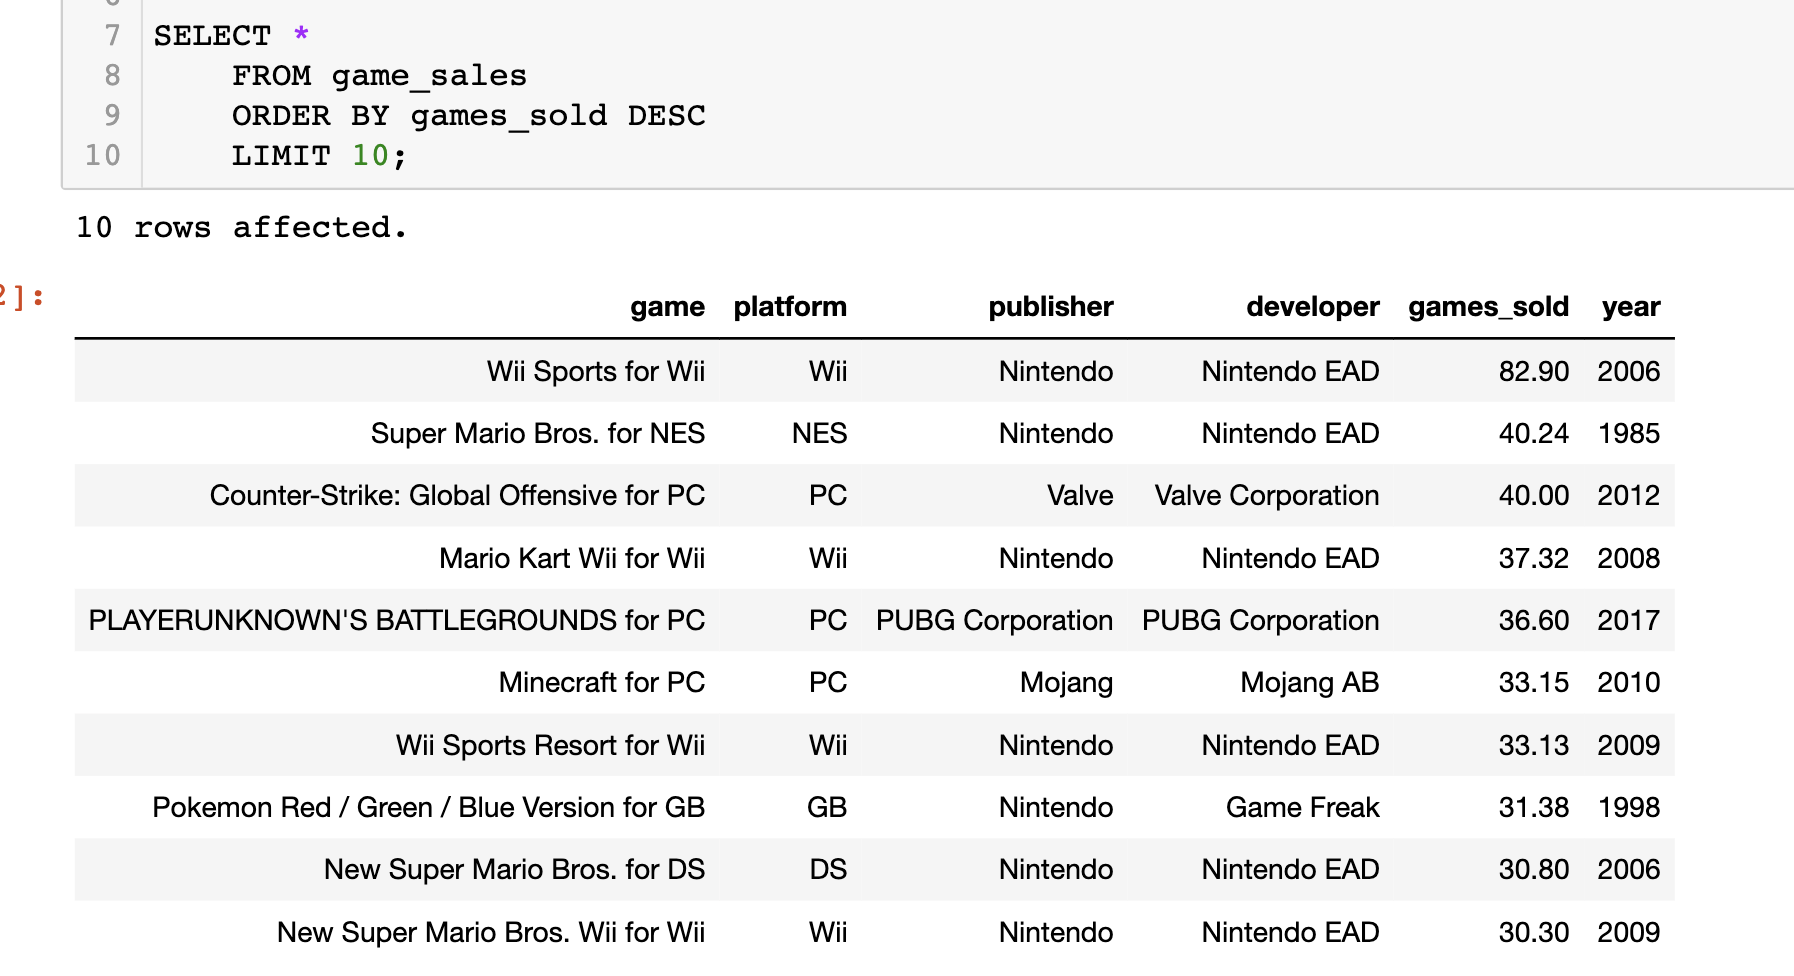 7 SELECT *
8 FROM game_sales
9 ORDER BY games_sold DESC
10 LIMIT 10;
10 rows affected.
2]:
game platform publisher developer games_sold year
Wii Sports for Wii Wii Nintendo Nintendo EAD 82.90 2006
Super Mario Bros. for NES NES Nintendo Nintendo EAD 40.24 1985
Counter-Strike: Global Offensive for PC PC Valve Valve Corporation 40.00 2012
Mario Kart Wii for Wii Wii Nintendo Nintendo EAD 37.32 2008
PLAYERUNKNOWN'S BATTLEGROUNDS for PC PC PUBG Corporation PUBG Corporation 36.60 2017
Minecraft for PC PC Mojang Mojang AB 33.15 2010
Wii Sports Resort for Wii Wii Nintendo Nintendo EAD 33.13 2009
Pokemon Red / Green / Blue Version for GB GB Nintendo Game Freak 31.38 1998
New Super Mario Bros. for DS DS Nintendo Nintendo EAD 30.80 2006
New Super Mario Bros. Wii for Wii Wii Nintendo Nintendo EAD 30.30 2009